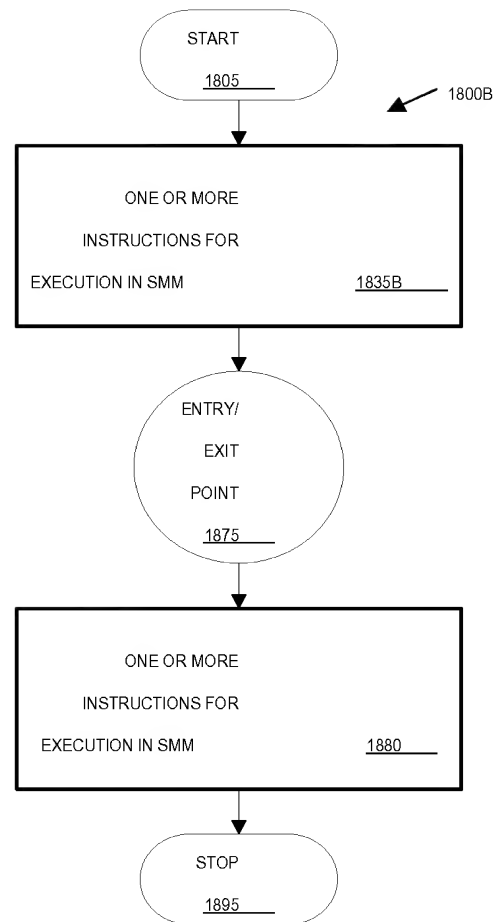 START
1805
1800B
ONE OR MORE
INSTRUCTIONS FOR
EXECUTION IN SMM 1835B
ENTRY/
EXIT
POINT
1875
ONE OR MORE
INSTRUCTIONS FOR
EXECUTION IN SMM 1880
STOP
1895